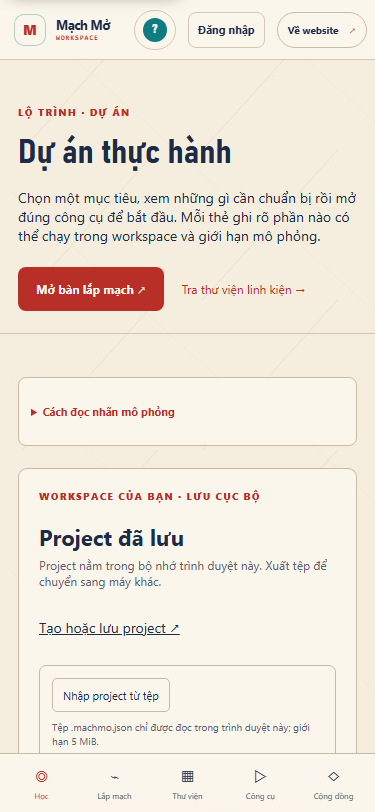 M
Mạch Mở
WORKSPACE
?
Đăng nhập
Về website ↗
LỘ TRÌNH · DỰ ÁN
Dự án thực hành
Chọn một mục tiêu, xem những gì cần chuẩn bị rồi mở
đúng công cụ để bắt đầu. Mỗi thẻ ghi rõ phần nào có
thể chạy trong workspace và giới hạn mô phỏng.
Mở bàn lắp mạch ↗
Tra thư viện linh kiện →
▶ Cách đọc nhãn mô phỏng
WORKSPACE CỦA BẠN · LƯU CỤC BỘ
Project đã lưu
Project nằm trong bộ nhớ trình duyệt này. Xuất tệp để
chuyển sang máy khác.
Tạo hoặc lưu project ↗
Nhập project từ tệp
Tệp .machmo.json chỉ được đọc trong trình duyệt này; giới
hạn 5 MiB.
Học
Lắp mạch
Thư viện
Công cụ
Cộng đồng